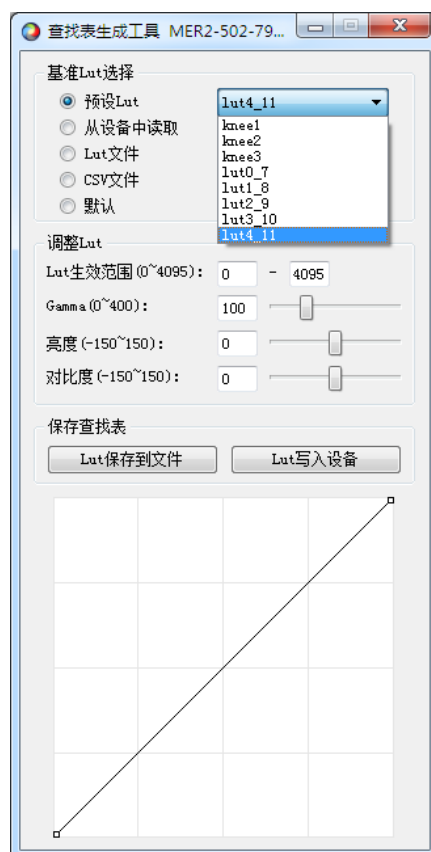 查找表生成工具 MER2-502-79...
基准Lut选择
预设Lut
lut4_11
从设备中读取
knee1
knee2
Lut文件
knee3
lut0_7
CSV文件
lut1_8
lut2_9
默认
lut3_10
lut4_11
调整Lut
Lut生效范围(0~4095): 0 - 4095
Gamma(0~400): 100
亮度(-150~150): 0
对比度(-150~150): 0
保存查找表
Lut保存到文件 Lut写入设备